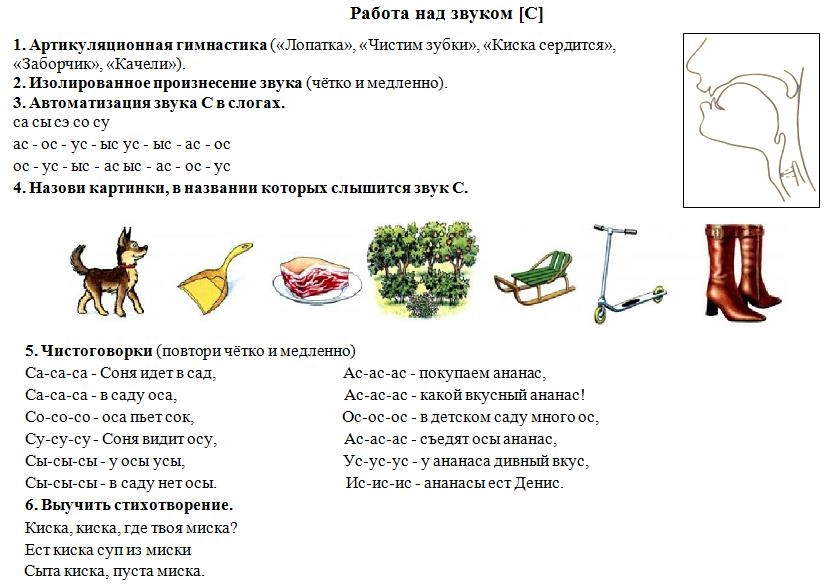 Работа над звуком [С]
1. Артикуляционная гимнастика («Лопатка», «Чистим зубки», «Киска сердится»,
«Заборчик», «Качели»).
2. Изолированное произнесение звука (чётко и медленно).
3. Автоматизация звука С в слогах.
са сы сэ со су
ас - ос - ус - ыс ус - ыс - ас - ос
ос - ус - ыс - ас ыс - ас - ос - ус
4. Назови картинки, в названии которых слышится звук С.
5. Чистоговорки (повтори чётко и медленно)
Са-са-са - Соня идет в сад,
Са-са-са - в саду оса,
Со-со-со - оса пьет сок,
Су-су-су - Соня видит осу,
Сы-сы-сы - у осы усы,
Сы-сы-сы - в саду нет осы.
Ас-ас-ас - покупаем ананас,
Ас-ас-ас - какой вкусный ананас!
Ос-ос-ос - в детском саду много ос,
Ас-ас-ас - съедят осы ананас,
Ус-ус-ус - у ананаса дивный вкус,
Ис-ис-ис - ананасы ест Денис.
6. Выучить стихотворение.
Киска, киска, где твоя миска?
Ест киска суп из миски
Сыта киска, пуста миска.